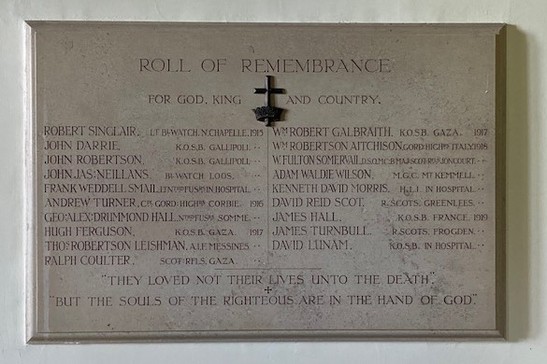 ROLL OF REMEMBRANCE
FOR GOD, KING AND COUNTRY.
ROBERT SINCLAIR, LT Bl-WATCH, N.CHAPELLE, 1915
JOHN DARRIE, K.O.S.B. GALLIPOLI. ··
JOHN ROBERTSON, K.O.S.B. GALLIPOLI. ··
JOHN JAS: NEILLANS, Bl-WATCH LOOS, ··
FRANK WEDDELL SMAIL, IN HOSPITAL, ··
ANDREW TURNER, GORD: HIGHrs CORBIE, 1916
GEO: ALEX: DRUMMOND HALL, SOMME, ··
HUGH FERGUSON, K.O.S.B. GAZA. 1917
THOs ROBERTSON LEISHMAN, A.I.F. MESSINES ··
RALPH COULTER, SCOT: RFLS, GAZA. ··
Wm ROBERT GALBRAITH, K.O.S.B. GAZA. 1917
Wm ROBERTSON AITCHISON, GORD: HIGHrs ITALY, 1918
W. FULTON SOMERVAIL, D.S.O. M.C. JONCOURT ··
ADAM WALDIE WILSON, M.G.C. Mt KEMMELL, ··
KENNETH DAVID MORRIS, H.L.I. IN HOSPITAL, ··
DAVID REID SCOT, R. SCOTS, GREENLEES, ··
JAMES HALL, K.O.S.B. FRANCE, 1919
JAMES TURNBULL, R. SCOTS, FROGDEN, ··
DAVID LUNAM, K.O.S.B. IN HOSPITAL, ··
"THEY LOVED NOT THEIR LIVES UNTO THE DEATH",
"BUT THE SOULS OF THE RIGHTEOUS ARE IN THE HAND OF GOD"